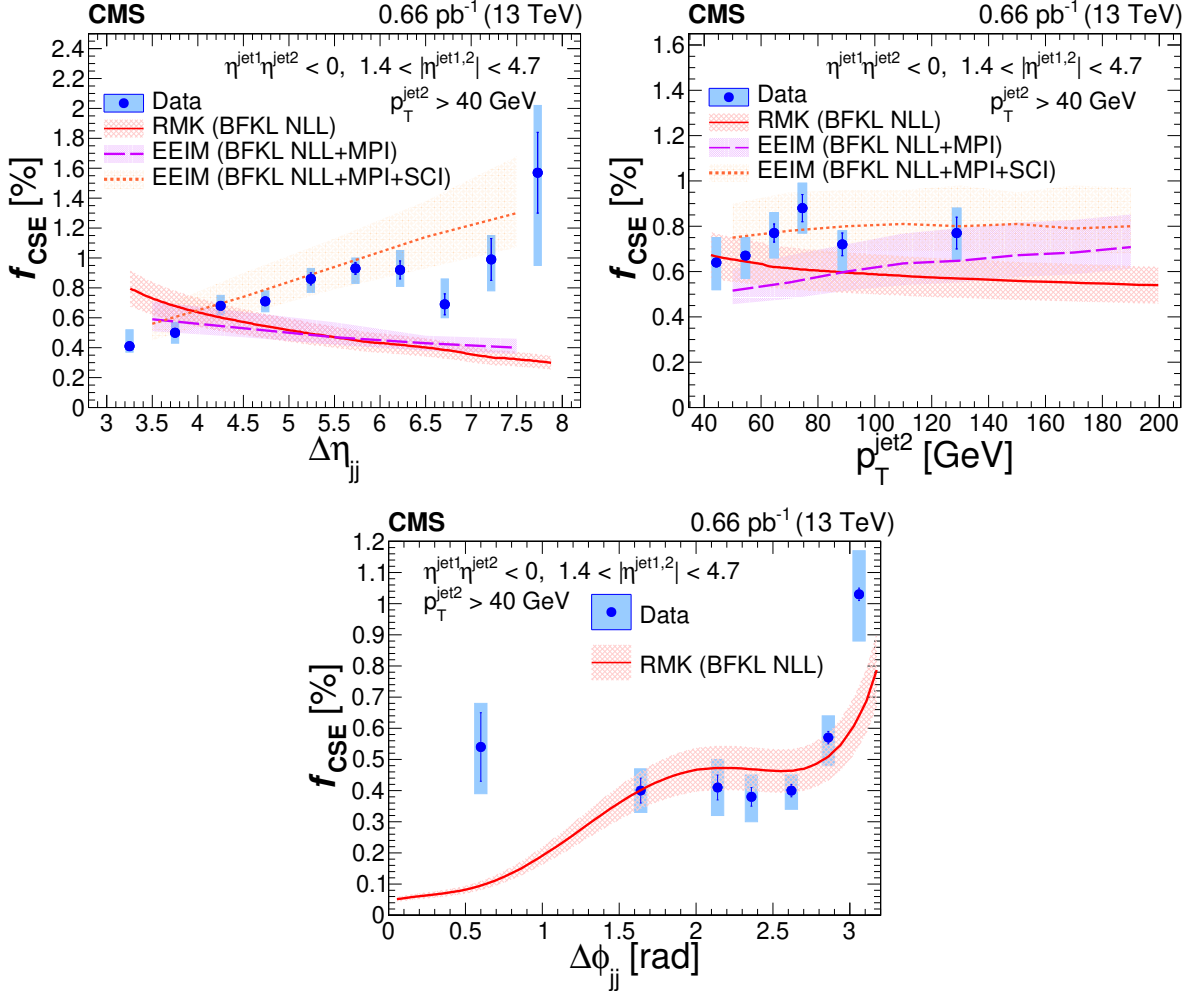 CMS 0.66 pb⁻¹ (13 TeV)
η^jet1 η^jet2 < 0, 1.4 < |η^jet1,2| < 4.7
p_T^jet2 > 40 GeV
Data
RMK (BFKL NLL)
EEIM (BFKL NLL+MPI)
EEIM (BFKL NLL+MPI+SCI)
f_CSE [%]
2.4
2.2
2
1.8
1.6
1.4
1.2
1
0.8
0.6
0.4
0.2
0
3 3.5 4 4.5 5 5.5 6 6.5 7 7.5 8
Δη_jj
CMS 0.66 pb⁻¹ (13 TeV)
η^jet1 η^jet2 < 0, 1.4 < |η^jet1,2| < 4.7
p_T^jet2 > 40 GeV
Data
RMK (BFKL NLL)
EEIM (BFKL NLL+MPI)
EEIM (BFKL NLL+MPI+SCI)
f_CSE [%]
1.6
1.4
1.2
1
0.8
0.6
0.4
0.2
0
40 60 80 100 120 140 160 180 200
p_T^jet2 [GeV]
CMS 0.66 pb⁻¹ (13 TeV)
η^jet1 η^jet2 < 0, 1.4 < |η^jet1,2| < 4.7
p_T^jet2 > 40 GeV
Data
RMK (BFKL NLL)
f_CSE [%]
1.2
1.1
1
0.9
0.8
0.7
0.6
0.5
0.4
0.3
0.2
0.1
0
0 0.5 1 1.5 2 2.5 3
Δϕ_jj [rad]